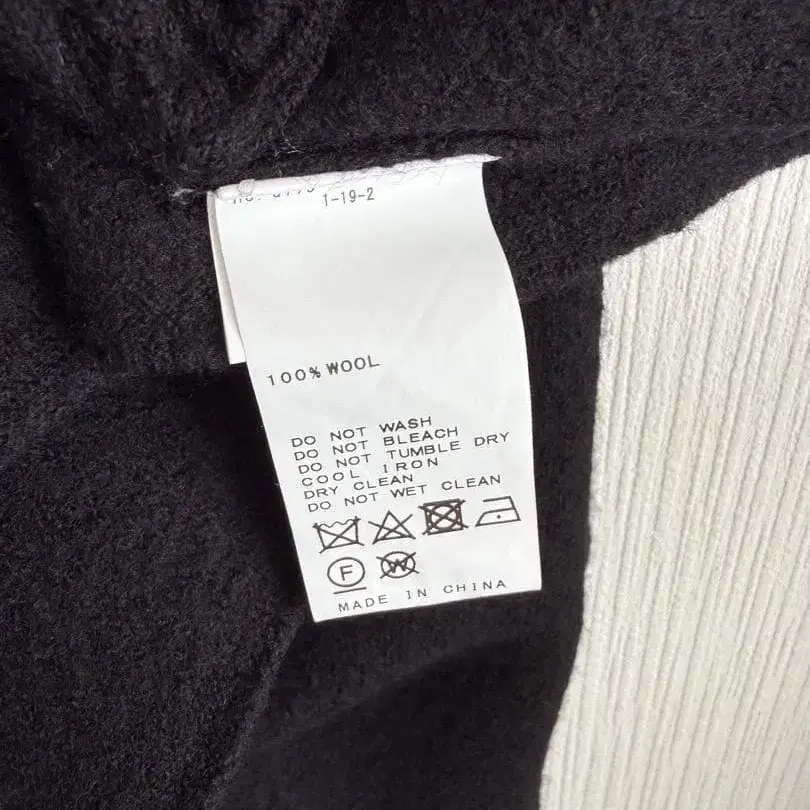 1-19-2
100% WOOL
DO NOT WASH
DO NOT BLEACH
DO NOT TUMBLE DRY
COOL IRON
DRY CLEAN
DO NOT WET CLEAN
F W
MADE IN CHINA